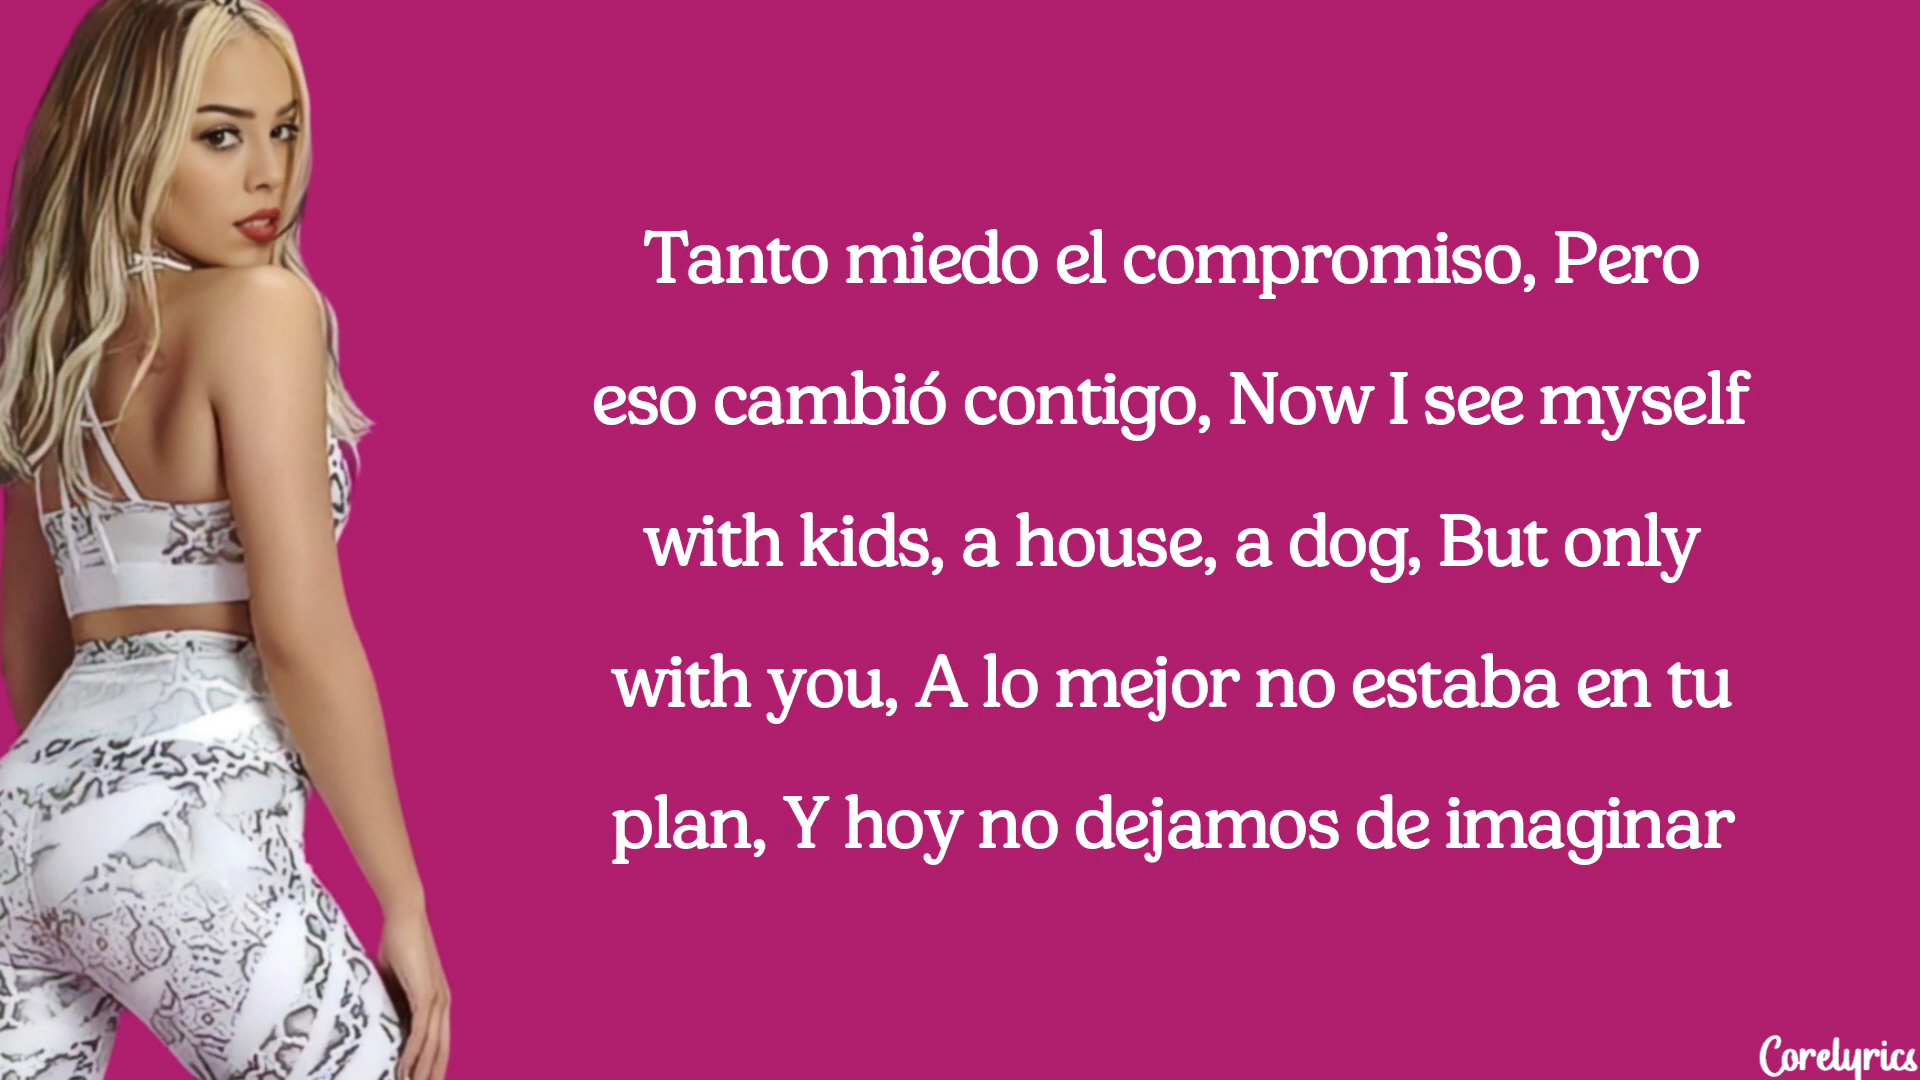 Tanto miedo el compromiso, Pero
eso cambió contigo, Now I see myself
with kids, a house, a dog, But only
with you, A lo mejor no estaba en tu
plan, Y hoy no dejamos de imaginar
Corelyrics